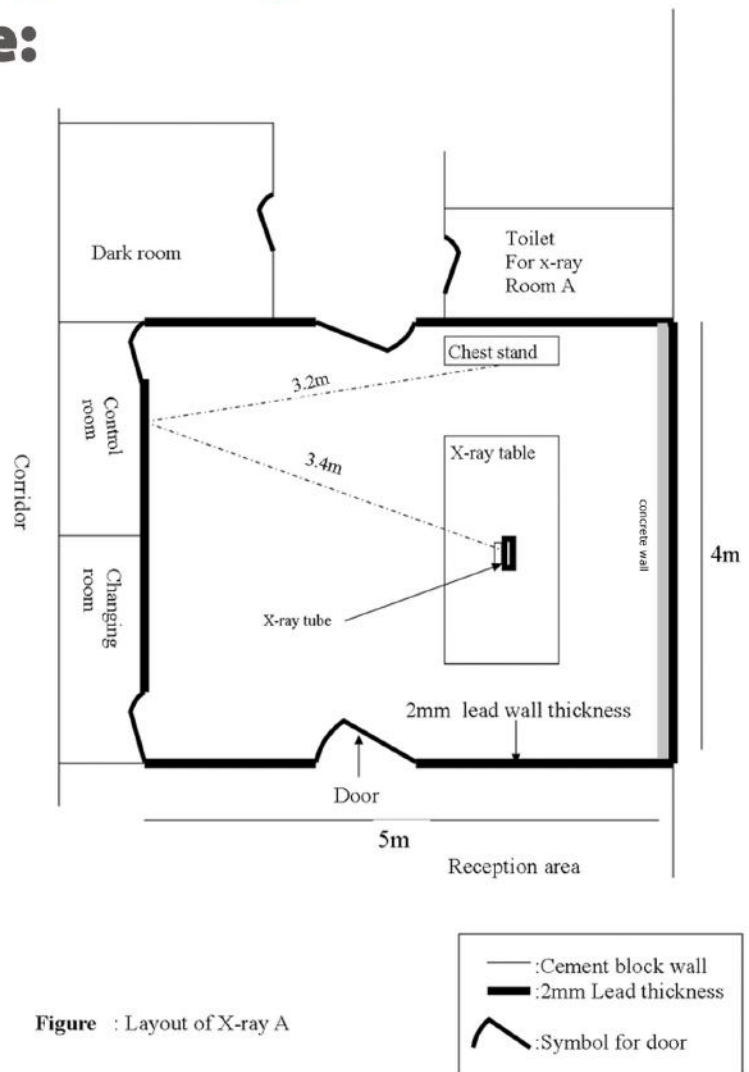 e:
Dark room
Toilet
For x-ray
Room A
Chest stand
3.2m
Control
room
X-ray table
3.4m
Corridor
concrete wall
4m
Changing
room
X-ray tube
2mm lead wall thickness
Door
5m
Reception area
:Cement block wall
:2mm Lead thickness
:Symbol for door
Figure : Layout of X-ray A